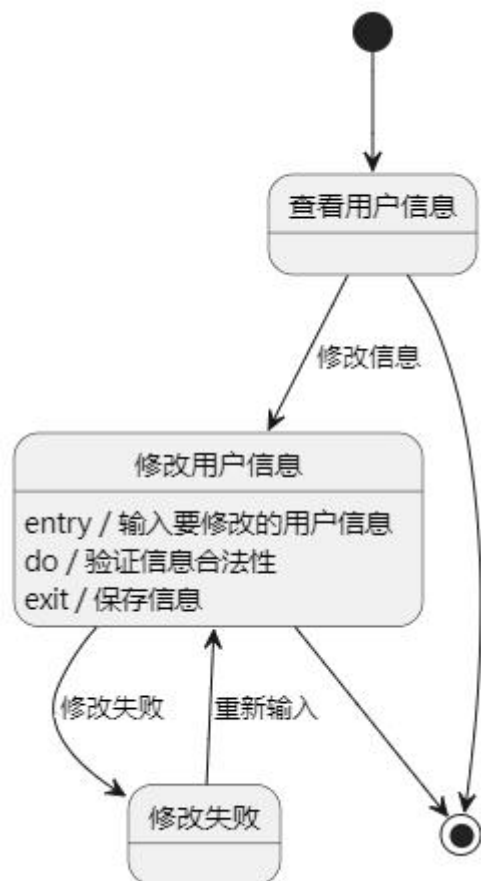 查看用户信息
修改信息
修改用户信息
entry / 输入要修改的用户信息
do / 验证信息合法性
exit / 保存信息
修改失败
重新输入
修改失败